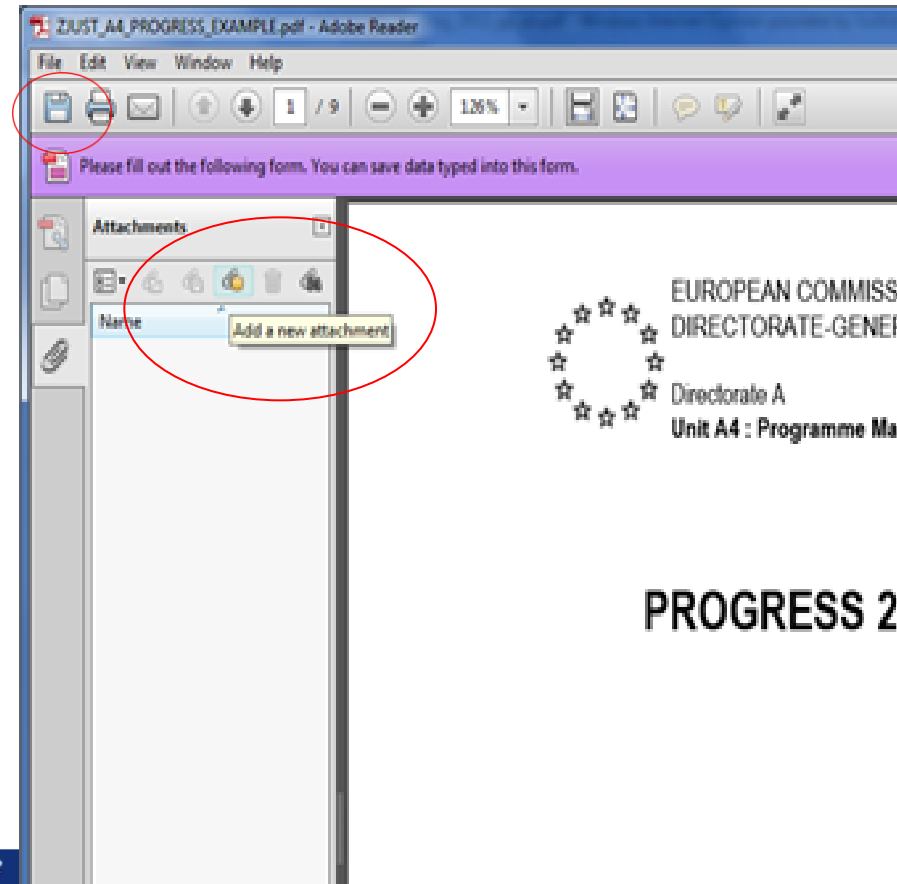 ZJUST_A4_PROGRESS_EXAMPLE.pdf - Adobe Reader
File Edit View Window Help
1 / 9 126%
Please fill out the following form. You can save data typed into this form.
Attachments
Name
Add a new attachment
EUROPEAN COMMISS
DIRECTORATE-GENER
Directorate A
Unit A4 : Programme Ma
PROGRESS 2